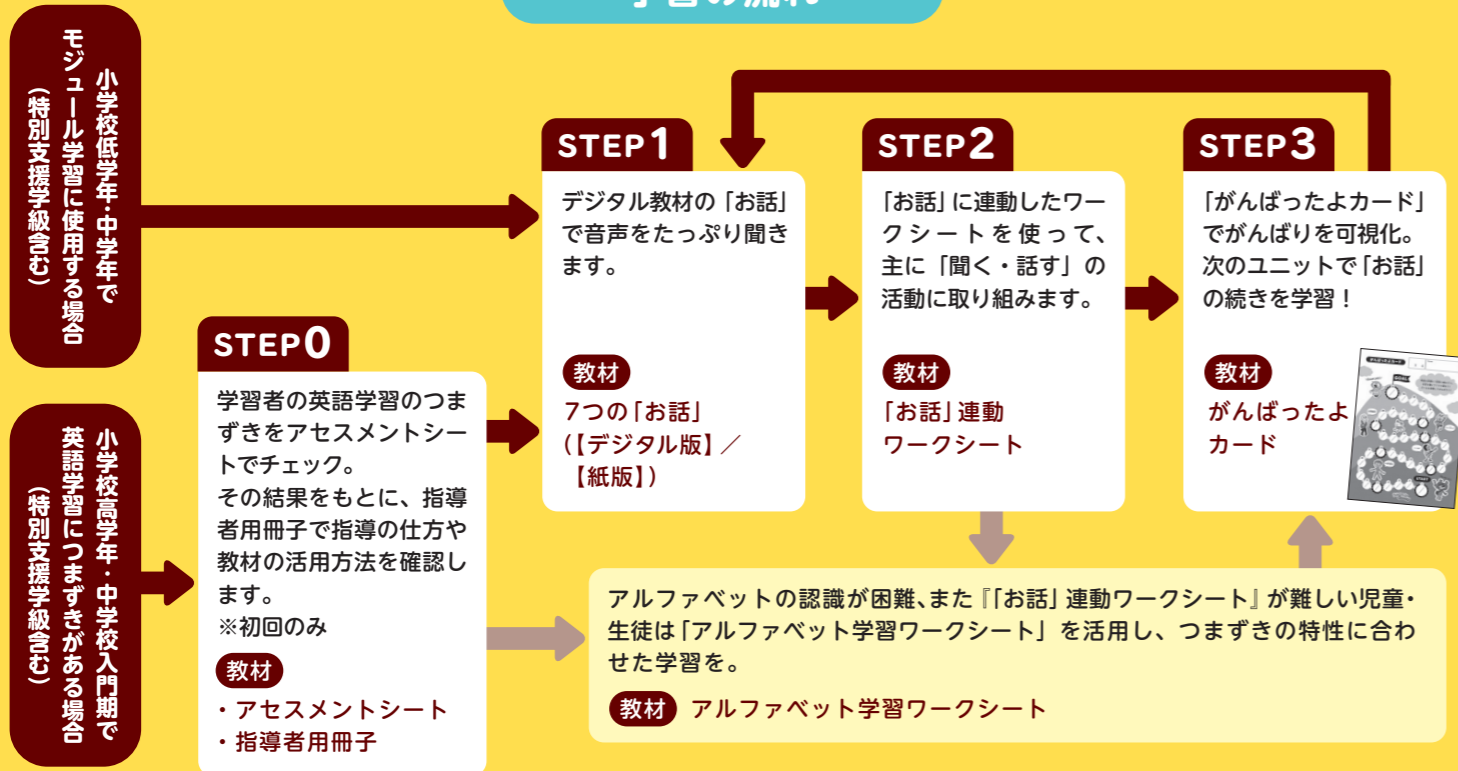 学習の流れ
小学校低学年・中学年で
モジュール学習に使用する場合
（特別支援学級含む）
小学校高学年・中学校入門期で
英語学習につまずきがある場合
（特別支援学級含む）
STEP0
学習者の英語学習のつま
ずきをアセスメントシー
トでチェック。
その結果をもとに、指導
者用冊子で指導の仕方や
教材の活用方法を確認し
ます。
※初回のみ
教材
・アセスメントシート
・指導者用冊子
STEP1
デジタル教材の「お話」
で音声をたっぷり聞き
ます。
教材
7つの「お話」
（【デジタル版】／
【紙版】）
STEP2
「お話」に連動したワー
クシートを使って、
主に「聞く・話す」の
活動に取り組みます。
教材
「お話」連動
ワークシート
STEP3
「がんばったよカード」
でがんばりを可視化。
次のユニットで「お話」
の続きを学習！
教材
がんばったよ
カード
アルファベットの認識が困難、また『「お話」連動ワークシート』が難しい児童・
生徒は「アルファベット学習ワークシート」を活用し、つまずきの特性に合わ
せた学習を。
教材 アルファベット学習ワークシート